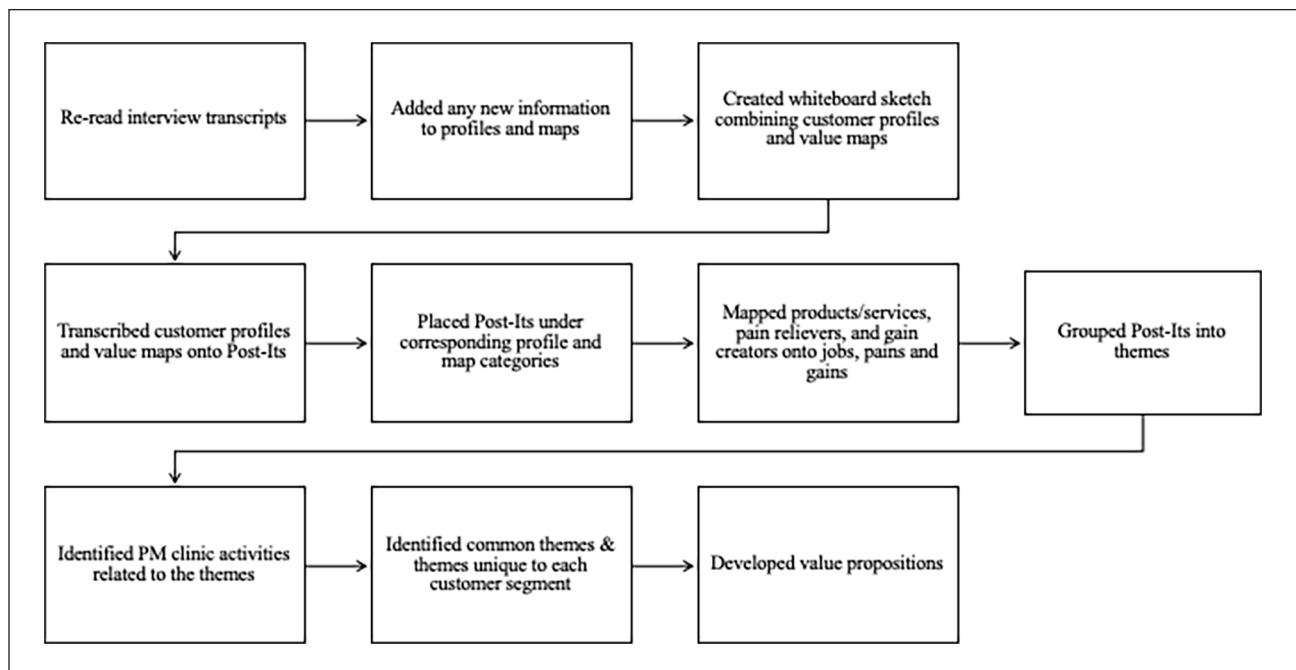 Re-read interview transcripts
Added any new information
to profiles and maps
Created whiteboard sketch
combining customer profiles
and value maps
Transcribed customer profiles
and value maps onto Post-Its
Placed Post-Its under
corresponding profile and
map categories
Mapped products/services,
pain relievers, and gain
creators onto jobs, pains and
gains
Grouped Post-Its into
themes
Identified PM clinic activities
related to the themes
Identified common themes &
themes unique to each
customer segment
Developed value propositions